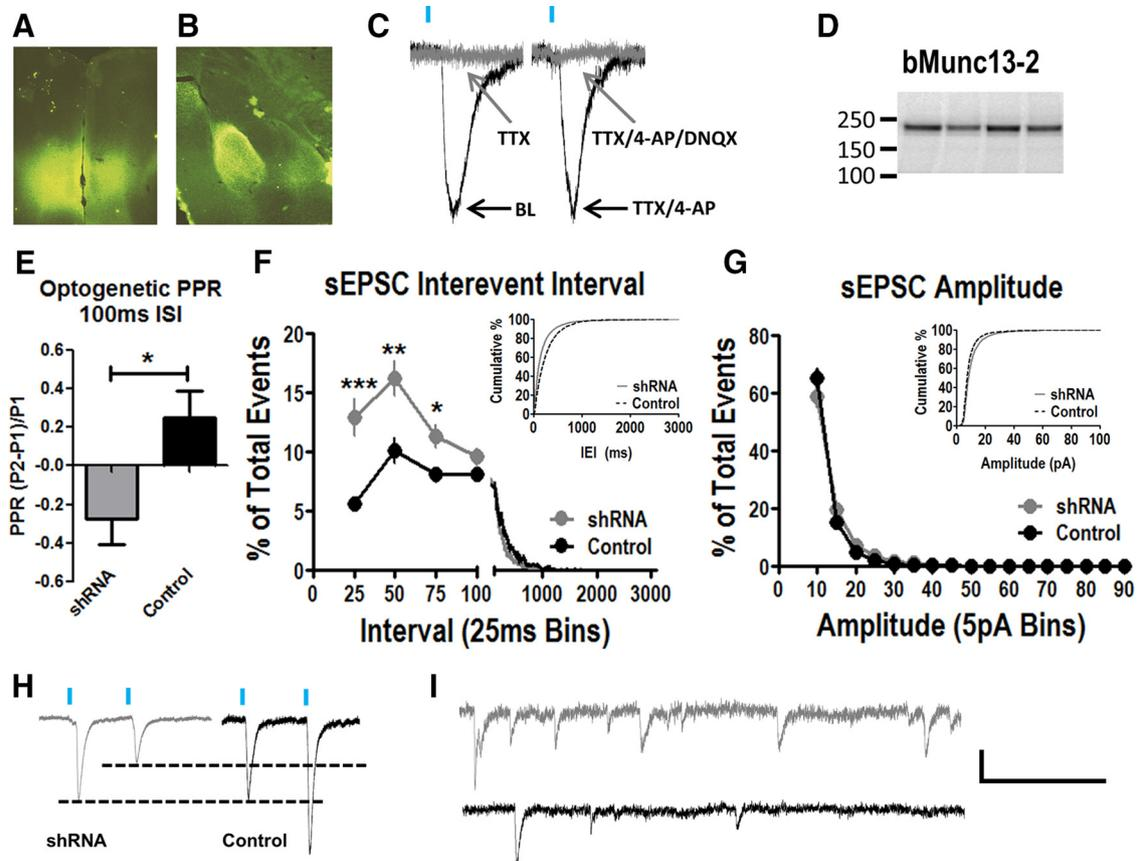 A
B
C
TTX
TTX/4-AP/DNQX
BL
TTX/4-AP
D
bMunc13-2
250
150
100
E
Optogenetic PPR
100ms ISI
PPR (P2-P1)/P1
0.6
0.4
0.2
-0.0
-0.2
-0.4
-0.6
*
shRNA
Control
F
sEPSC Interevent Interval
% of Total Events
20
15
10
5
0
***
**
*
0 25 50 75 100 1000 2000 3000
Interval (25ms Bins)
shRNA
Control
Cumulative %
100
80
60
40
20
0
0 1000 2000 3000
IEI (ms)
shRNA
Control
G
sEPSC Amplitude
% of Total Events
80
60
40
20
0
0 10 20 30 40 50 60 70 80 90
Amplitude (5pA Bins)
shRNA
Control
Cumulative %
100
80
60
40
20
0
0 20 40 60 80 100
Amplitude (pA)
shRNA
Control
H
shRNA
Control
I